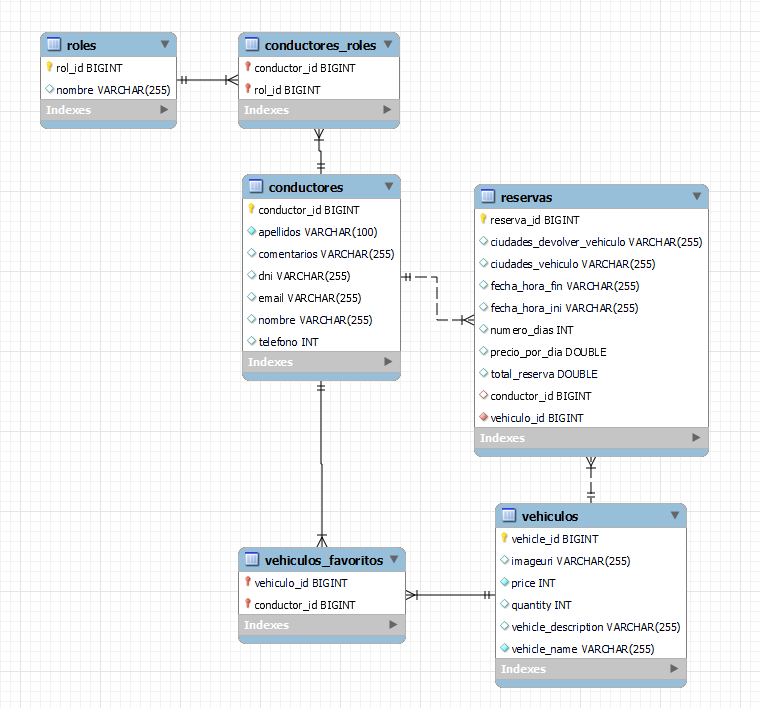 roles
rol_id BIGINT
nombre VARCHAR(255)
Indexes
conductores_roles
conductor_id BIGINT
rol_id BIGINT
Indexes
conductores
conductor_id BIGINT
apellidos VARCHAR(100)
comentarios VARCHAR(255)
dni VARCHAR(255)
email VARCHAR(255)
nombre VARCHAR(255)
telefono INT
Indexes
reservas
reserva_id BIGINT
ciudades_devolver_vehiculo VARCHAR(255)
ciudades_vehiculo VARCHAR(255)
fecha_hora_fin VARCHAR(255)
fecha_hora_ini VARCHAR(255)
numero_dias INT
precio_por_dia DOUBLE
total_reserva DOUBLE
conductor_id BIGINT
vehiculo_id BIGINT
Indexes
vehiculos_favoritos
vehiculo_id BIGINT
conductor_id BIGINT
Indexes
vehiculos
vehicle_id BIGINT
imageuri VARCHAR(255)
price INT
quantity INT
vehicle_description VARCHAR(255)
vehicle_name VARCHAR(255)
Indexes